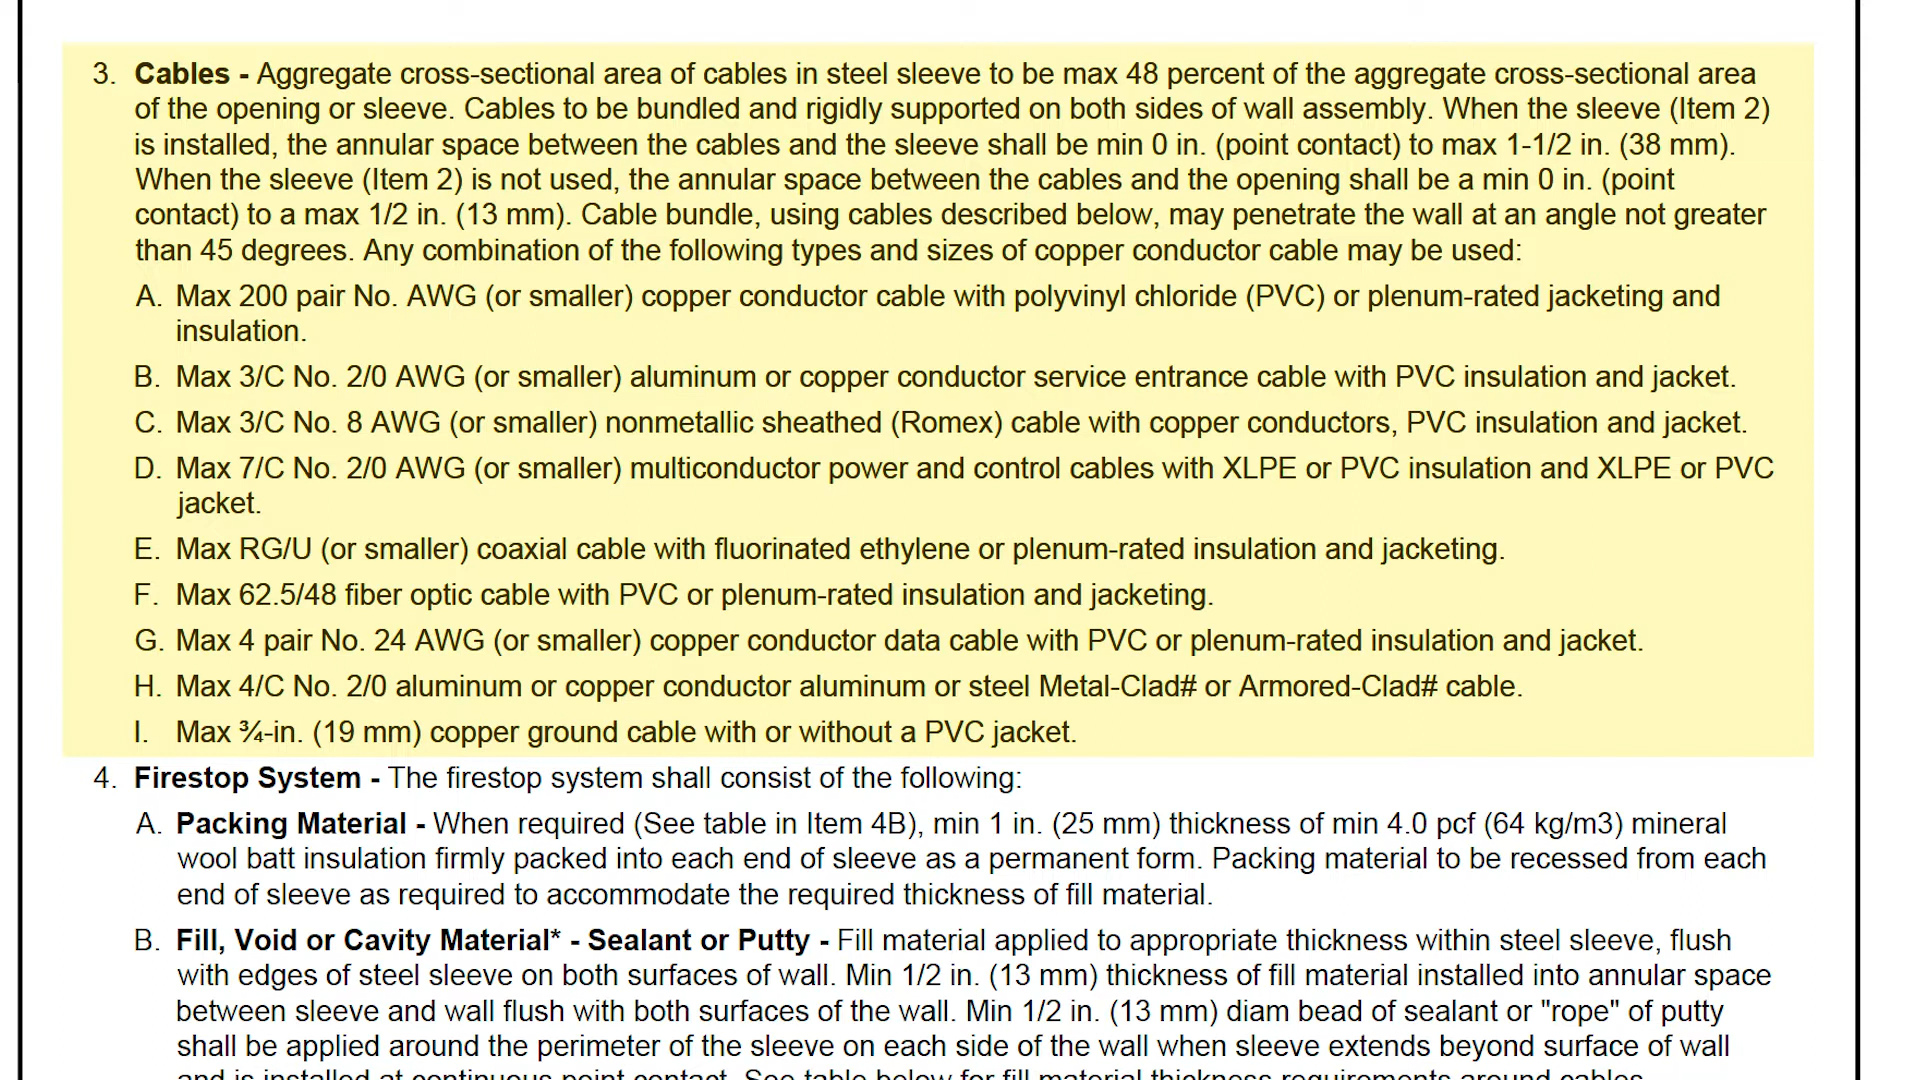 3. Cables - Aggregate cross-sectional area of cables in steel sleeve to be max 48 percent of the aggregate cross-sectional area
of the opening or sleeve. Cables to be bundled and rigidly supported on both sides of wall assembly. When the sleeve (Item 2)
is installed, the annular space between the cables and the sleeve shall be min 0 in. (point contact) to max 1-1/2 in. (38 mm).
When the sleeve (Item 2) is not used, the annular space between the cables and the opening shall be a min 0 in. (point
contact) to a max 1/2 in. (13 mm). Cable bundle, using cables described below, may penetrate the wall at an angle not greater
than 45 degrees. Any combination of the following types and sizes of copper conductor cable may be used:
A. Max 200 pair No. AWG (or smaller) copper conductor cable with polyvinyl chloride (PVC) or plenum-rated jacketing and
insulation.
B. Max 3/C No. 2/0 AWG (or smaller) aluminum or copper conductor service entrance cable with PVC insulation and jacket.
C. Max 3/C No. 8 AWG (or smaller) nonmetallic sheathed (Romex) cable with copper conductors, PVC insulation and jacket.
D. Max 7/C No. 2/0 AWG (or smaller) multiconductor power and control cables with XLPE or PVC insulation and XLPE or PVC
jacket.
E. Max RG/U (or smaller) coaxial cable with fluorinated ethylene or plenum-rated insulation and jacketing.
F. Max 62.5/48 fiber optic cable with PVC or plenum-rated insulation and jacketing.
G. Max 4 pair No. 24 AWG (or smaller) copper conductor data cable with PVC or plenum-rated insulation and jacket.
H. Max 4/C No. 2/0 aluminum or copper conductor aluminum or steel Metal-Clad# or Armored-Clad# cable.
I. Max ¾-in. (19 mm) copper ground cable with or without a PVC jacket.
4. Firestop System - The firestop system shall consist of the following:
A. Packing Material - When required (See table in Item 4B), min 1 in. (25 mm) thickness of min 4.0 pcf (64 kg/m3) mineral
wool batt insulation firmly packed into each end of sleeve as a permanent form. Packing material to be recessed from each
end of sleeve as required to accommodate the required thickness of fill material.
B. Fill, Void or Cavity Material* - Sealant or Putty - Fill material applied to appropriate thickness within steel sleeve, flush
with edges of steel sleeve on both surfaces of wall. Min 1/2 in. (13 mm) thickness of fill material installed into annular space
between sleeve and wall flush with both surfaces of the wall. Min 1/2 in. (13 mm) diam bead of sealant or "rope" of putty
shall be applied around the perimeter of the sleeve on each side of the wall when sleeve extends beyond surface of wall
and is installed at continuous point contact. See table below for fill material thickness requirements around cables.